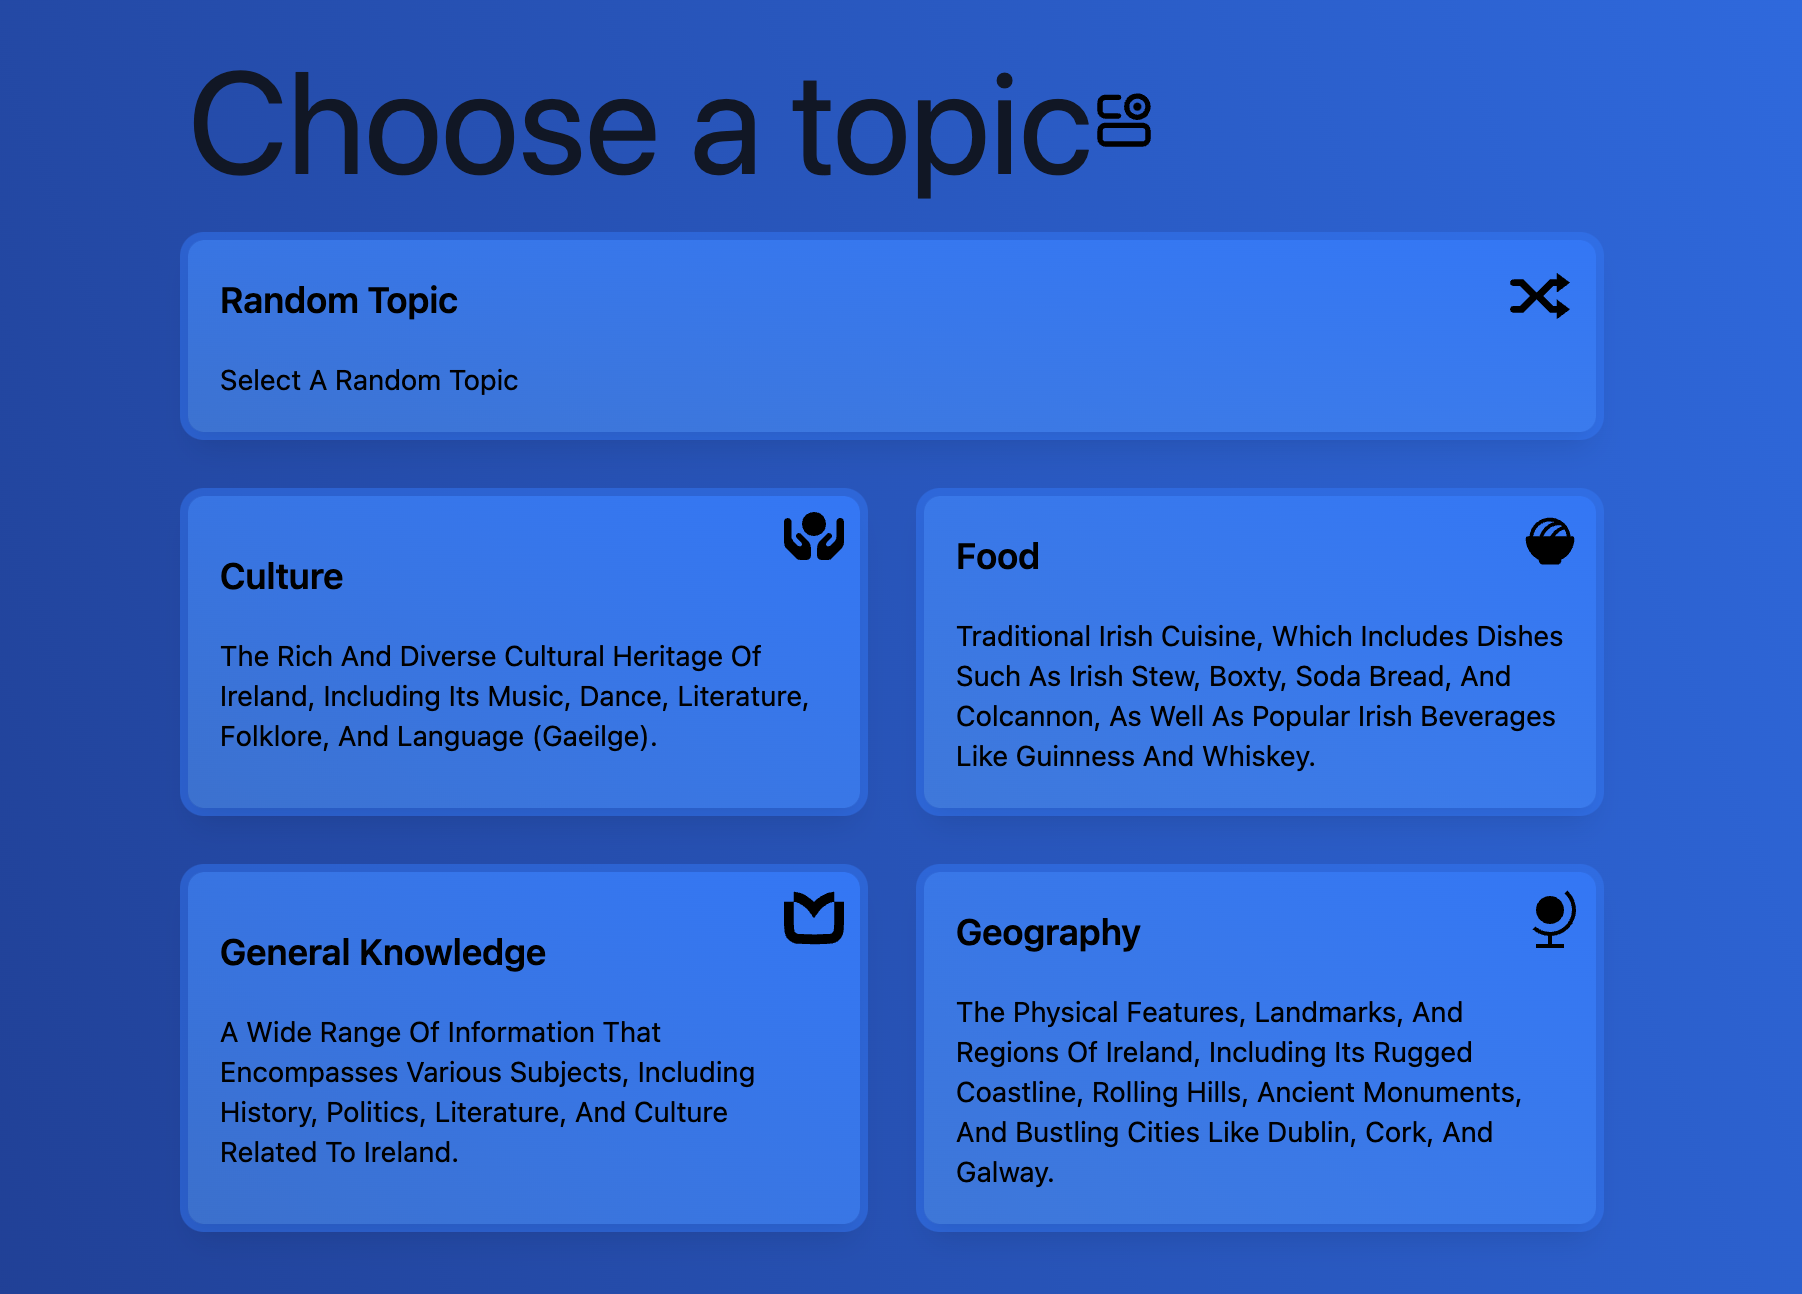 Choose a topic
Random Topic
Select A Random Topic
Culture
The Rich And Diverse Cultural Heritage Of
Ireland, Including Its Music, Dance, Literature,
Folklore, And Language (Gaeilge).
Food
Traditional Irish Cuisine, Which Includes Dishes
Such As Irish Stew, Boxty, Soda Bread, And
Colcannon, As Well As Popular Irish Beverages
Like Guinness And Whiskey.
General Knowledge
A Wide Range Of Information That
Encompasses Various Subjects, Including
History, Politics, Literature, And Culture
Related To Ireland.
Geography
The Physical Features, Landmarks, And
Regions Of Ireland, Including Its Rugged
Coastline, Rolling Hills, Ancient Monuments,
And Bustling Cities Like Dublin, Cork, And
Galway.